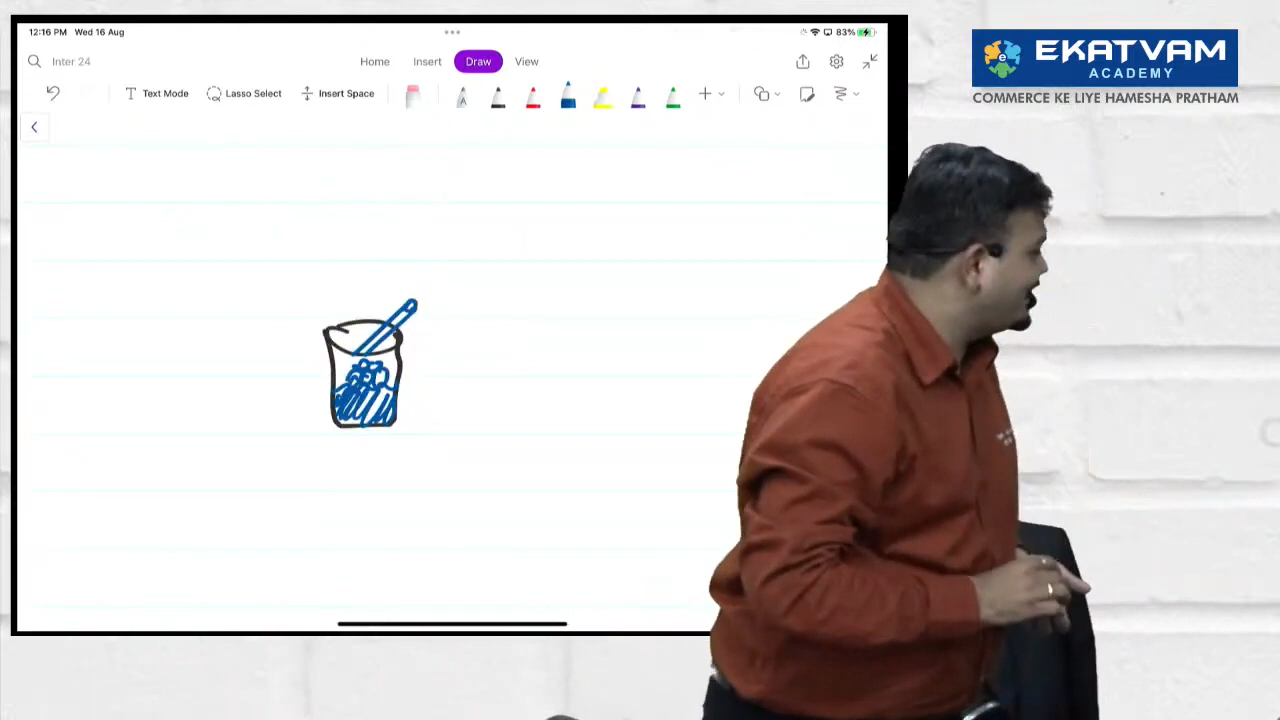 12:16 PM Wed 16 Aug
83%
Inter 24
Home Insert Draw View
Text Mode Lasso Select Insert Space
EKATVAM
ACADEMY
COMMERCE KE LIYE HAMESHA PRATHAM